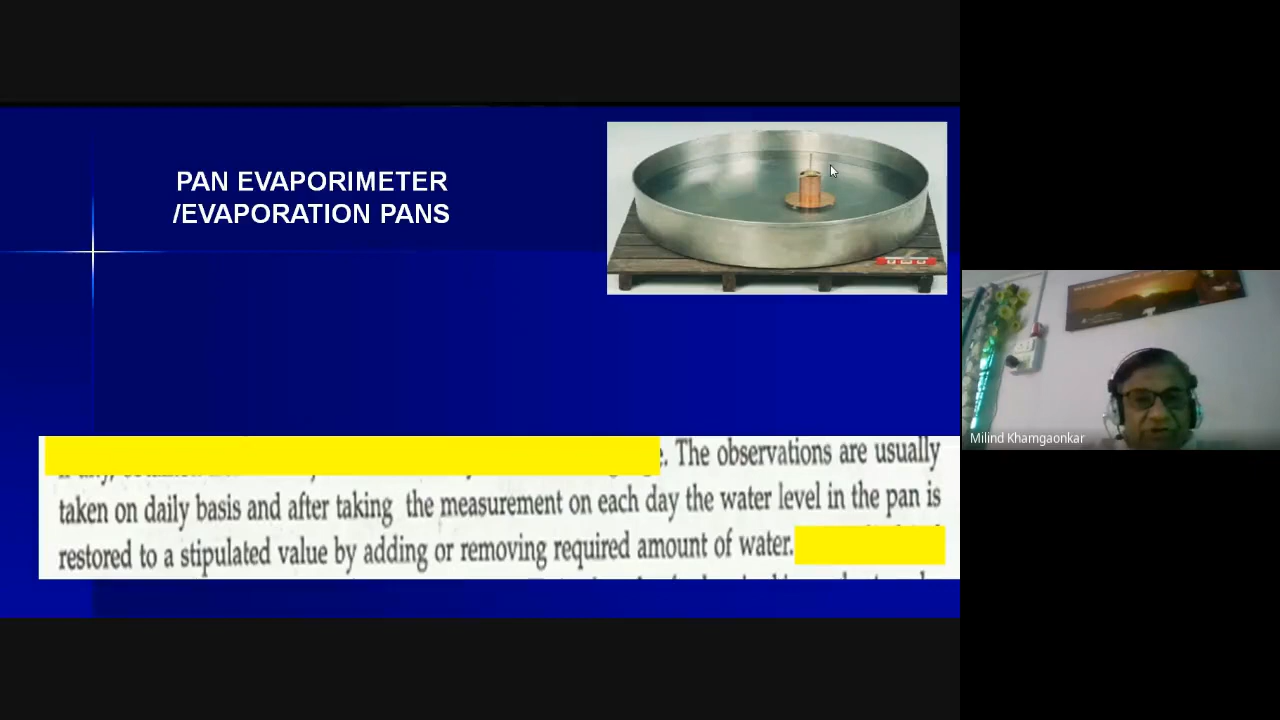 PAN EVAPORIMETER
/EVAPORATION PANS
The observations are usually
taken on daily basis and after taking the measurement on each day the water level in the pan is
restored to a stipulated value by adding or removing required amount of water.
Milind Khamgaonkar